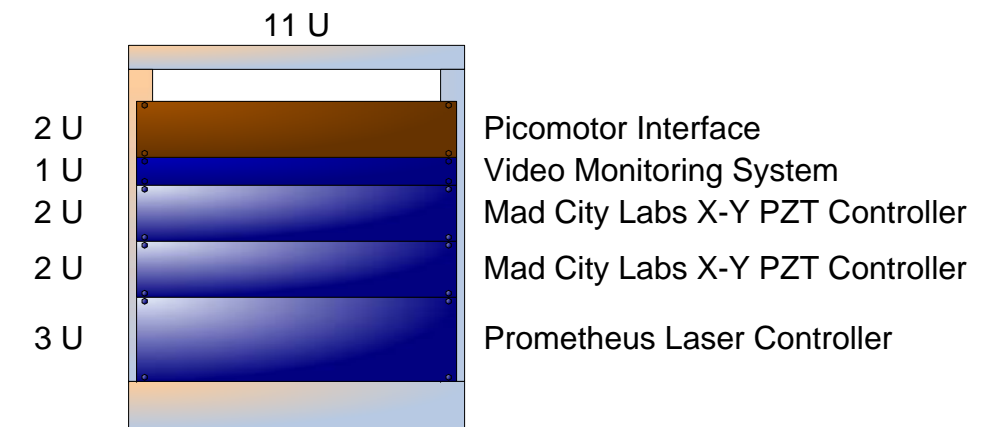 11 U
2 U Picomotor Interface
1 U Video Monitoring System
2 U Mad City Labs X-Y PZT Controller
2 U Mad City Labs X-Y PZT Controller
3 U Prometheus Laser Controller